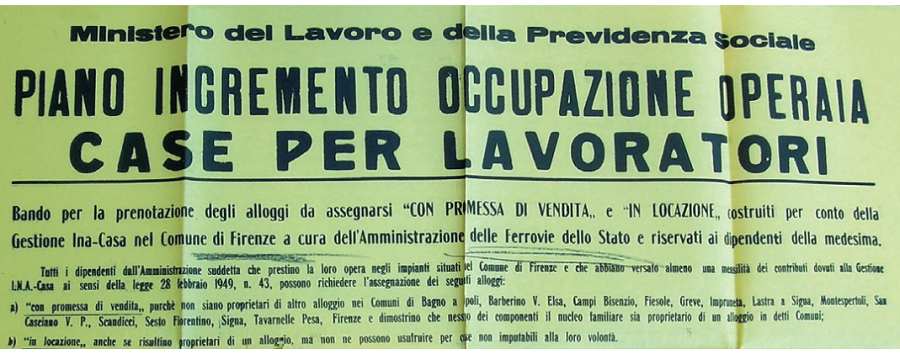 Ministero del Lavoro e della Previdenza Sociale
PIANO INCREMENTO OCCUPAZIONE OPERAIA
CASE PER LAVORATORI
Bando per la prenotazione degli alloggi da assegnarsi “CON PROMESSA DI VENDITA„ e “IN LOCAZIONE„ costruiti per conto della
Gestione Ina-Casa nel Comune di Firenze a cura dell'Amministrazione delle Ferrovie dello Stato e riservati ai dipendenti della medesima.
Tutti i dipendenti dall'Amministrazione suddetta che prestino la loro opera negli impianti situati nel Comune di Firenze e che abbiano versato almeno una mensilità dei contributi dovuti alla Gestione
I.N.A.-Casa ai sensi della legge 28 febbraio 1949, n. 43, possono richiedere l'assegnazione dei seguiti alloggi:
a) “con promessa di vendita„ purchè non siano proprietari di altro alloggio nei Comuni di Bagno a Ripoli, Barberino V. Elsa, Campi Bisenzio, Fiesole, Greve, Impruneta, Lastra a Signa, Montespertoli, San
Casciano V. P., Scandicci, Sesto Fiorentino, Signa, Tavarnelle Pesa, Firenze e dimostrino che nessuno dei componenti il nucleo familiare sia proprietario di un alloggio in detti Comuni;
b) “in locazione„ anche se risultino proprietari di un alloggio, ma non ne possono usufruire per cause non imputabili alla loro volontà.